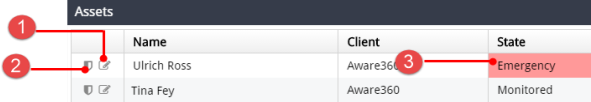 Assets
1
Name Client State
2 Ulrich Ross Aware360 3 Emergency
Tina Fey Aware360 Monitored